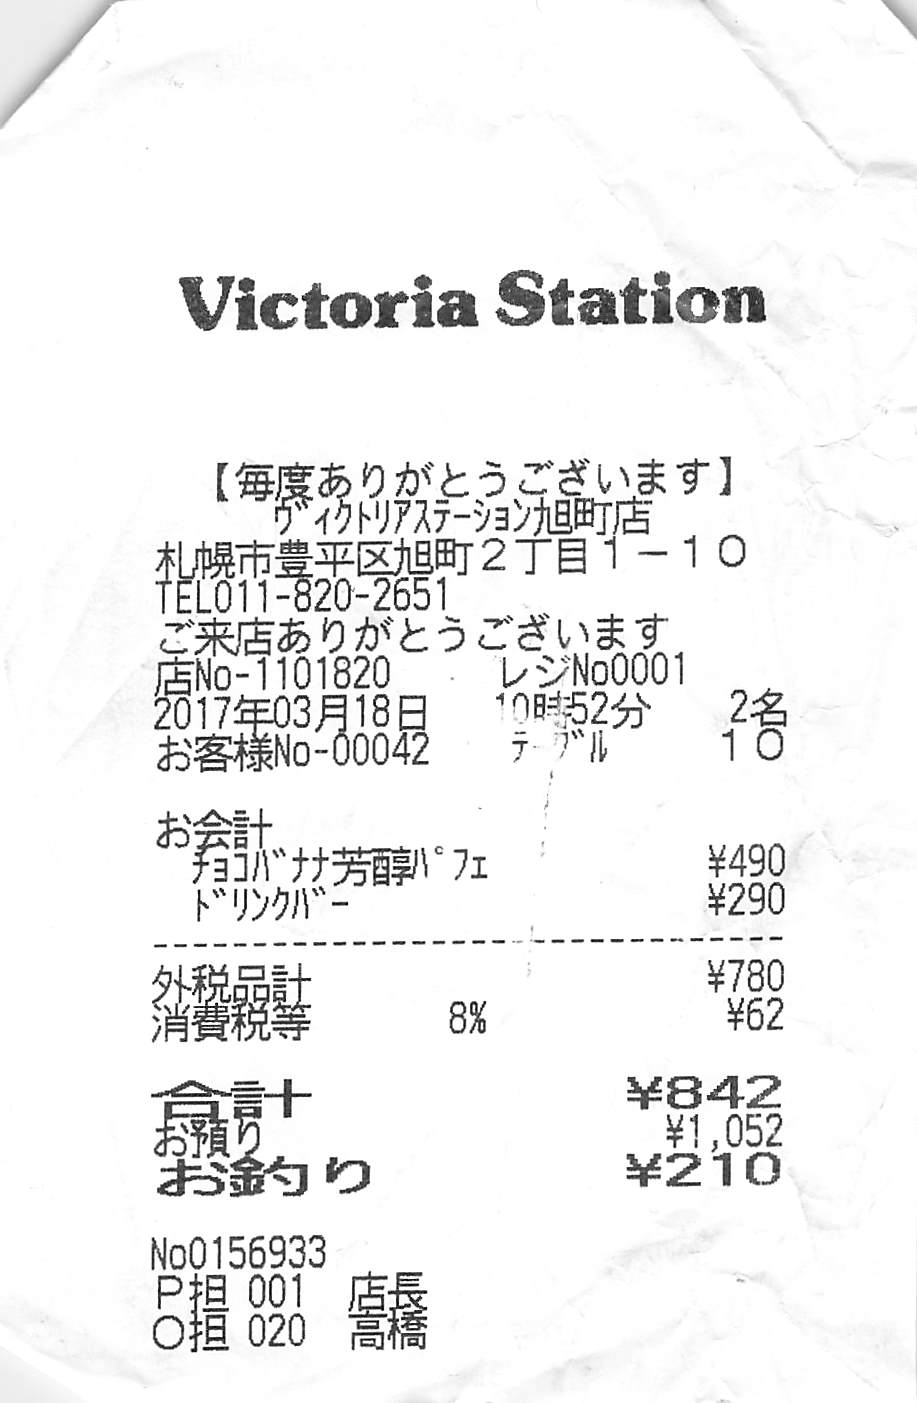 Victoria Station
【毎度ありがとうございます】
ヴィクトリアステーション旭町店
札幌市豊平区旭町2丁目1-10
TEL011-820-2651
ご来店ありがとうございます
店No-1101820 レジNo0001
2017年03月18日 10時52分 2名
お客様No-00042 テーブル 10
お会計
チョコバナナ芳醇パフェ ¥490
ドリンクバー ¥290
外税品計 ¥780
消費税等 8% ¥62
合計 ¥842
お預り ¥1,052
お釣り ¥210
No0156933
P担 001 店長
O担 020 高橋